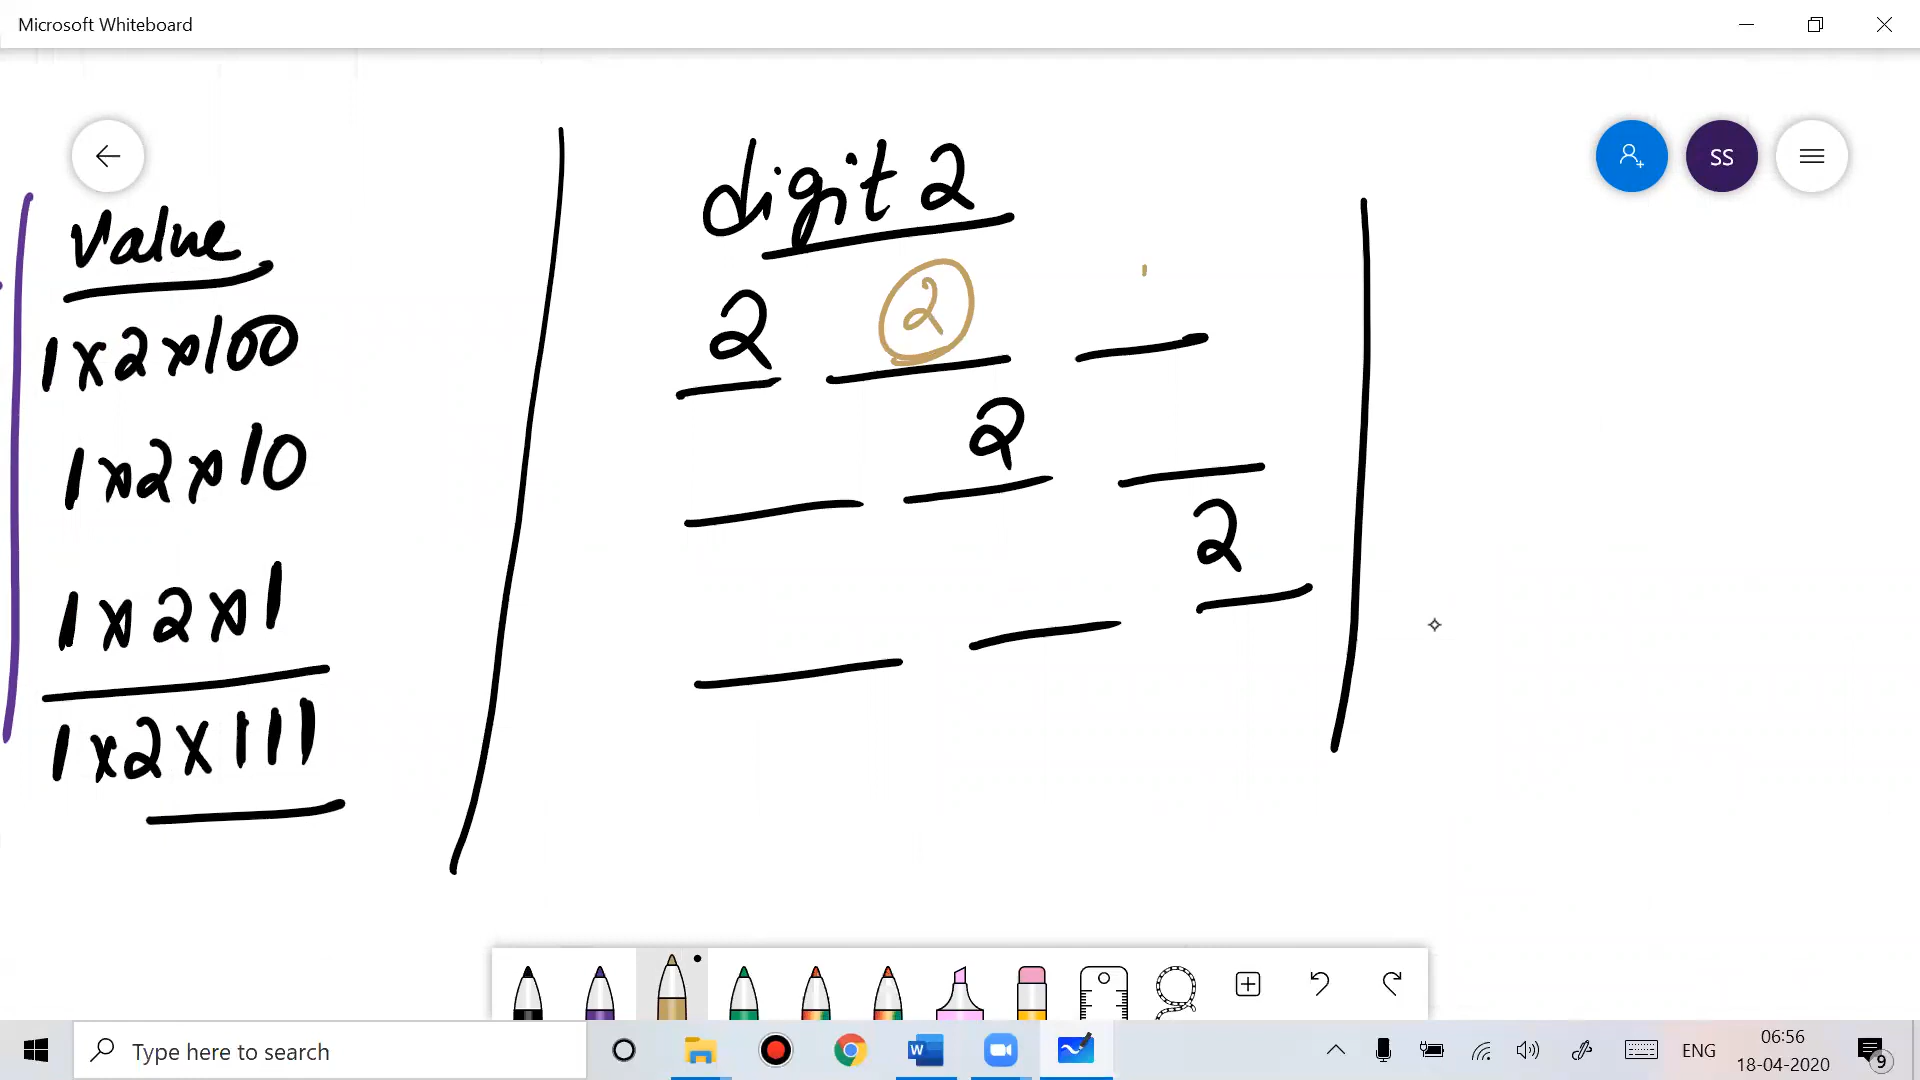 Microsoft Whiteboard
SS
Value
1x2x100
1x2x10
1x2x1
1x2x111
digit 2
2 2
2
2
Type here to search
ENG
06:56
18-04-2020
9